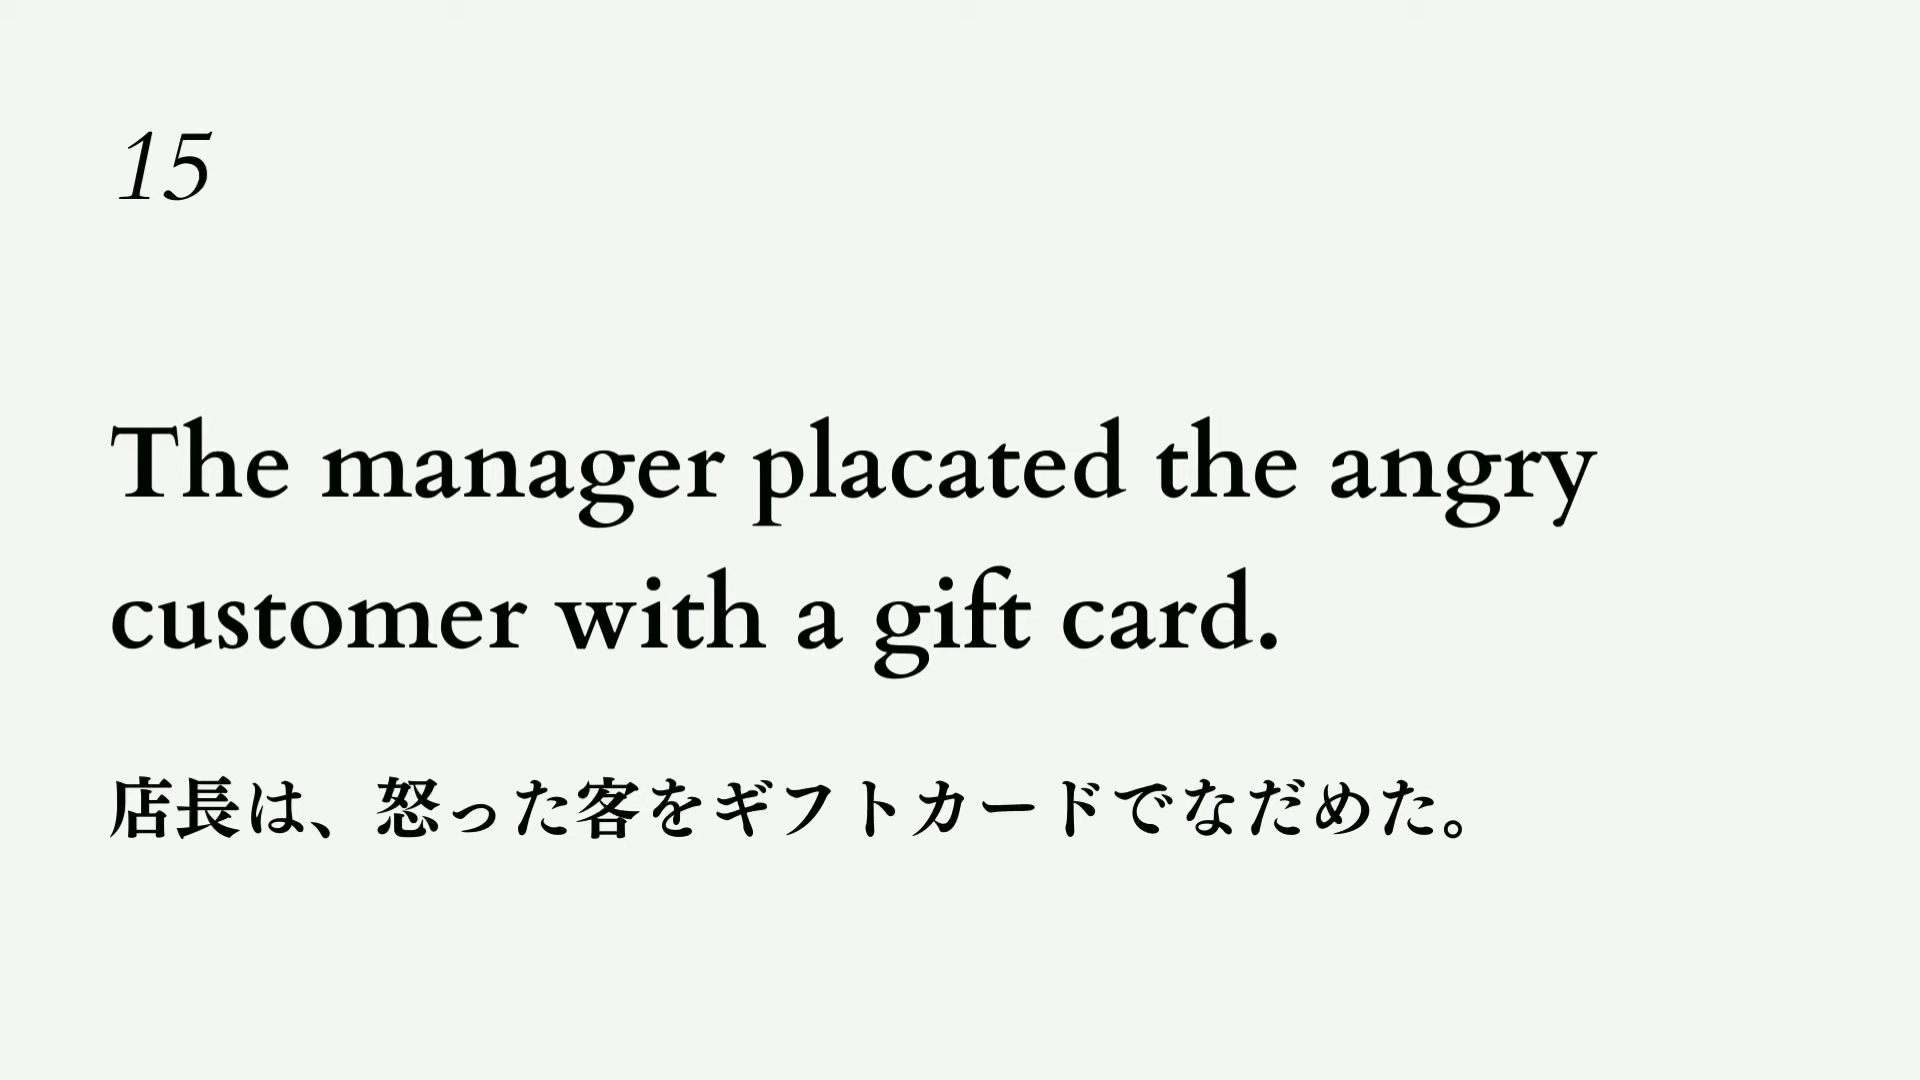 15
The manager placated the angry
customer with a gift card.
店長は、怒った客をギフトカードでなだめた。